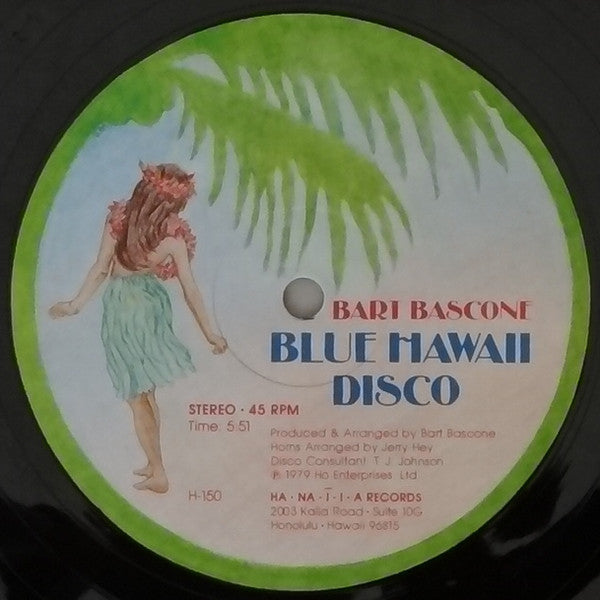 BART BASCONE
BLUE HAWAII
DISCO
STEREO · 45 RPM
Time: 5:51
Produced & Arranged by Bart Bascone
Horns Arranged by Jerry Hey
Disco Consultant T. J. Johnson
℗ 1979 Ho Enterprises Ltd
H-150
HA · NA · Ī · I · A RECORDS
2003 Kalia Road · Suite 10G
Honolulu · Hawaii 96815